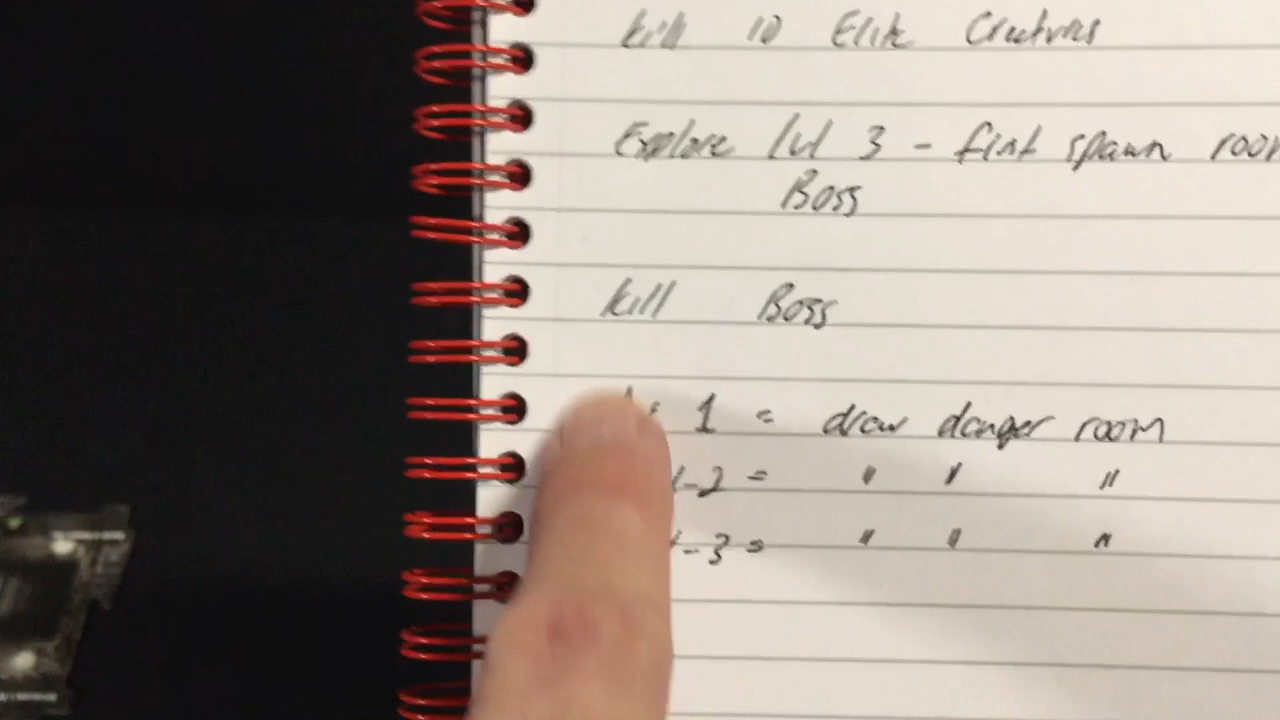 kill 10 Elite Creatures
Explore lvl 3 - first spawn room
Boss
kill Boss
1 = draw danger room
-2 = " " "
-3 = " " "